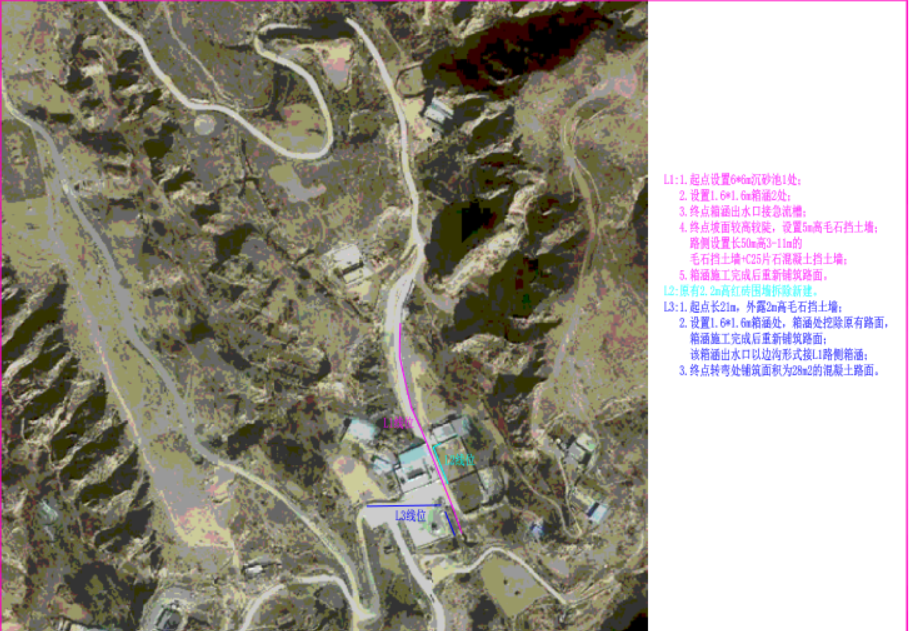 L1:1.起点设置6*6m沉砂池1处;
2.设置1.6*1.6m箱涵2处;
3.终点箱涵出水口接急流槽;
4.终点坡面较高较陡，设置5m高毛石挡土墙;
路侧设置长50m高3-11m的
毛石挡土墙+C25片石混凝土挡土墙;
5.箱涵施工完成后重新铺筑路面。
L2:原有2.2m高红砖围墙拆除新建。
L3:1.起点长21m，外露2m高毛石挡土墙;
2.设置1.6*1.6m箱涵处，箱涵处挖除原有路面，
箱涵施工完成后重新铺筑路面;
该箱涵出水口以边沟形式接L1路侧箱涵;
3.终点转弯处铺筑面积为28m2的混凝土路面。
L1线位
L2线位
L3线位